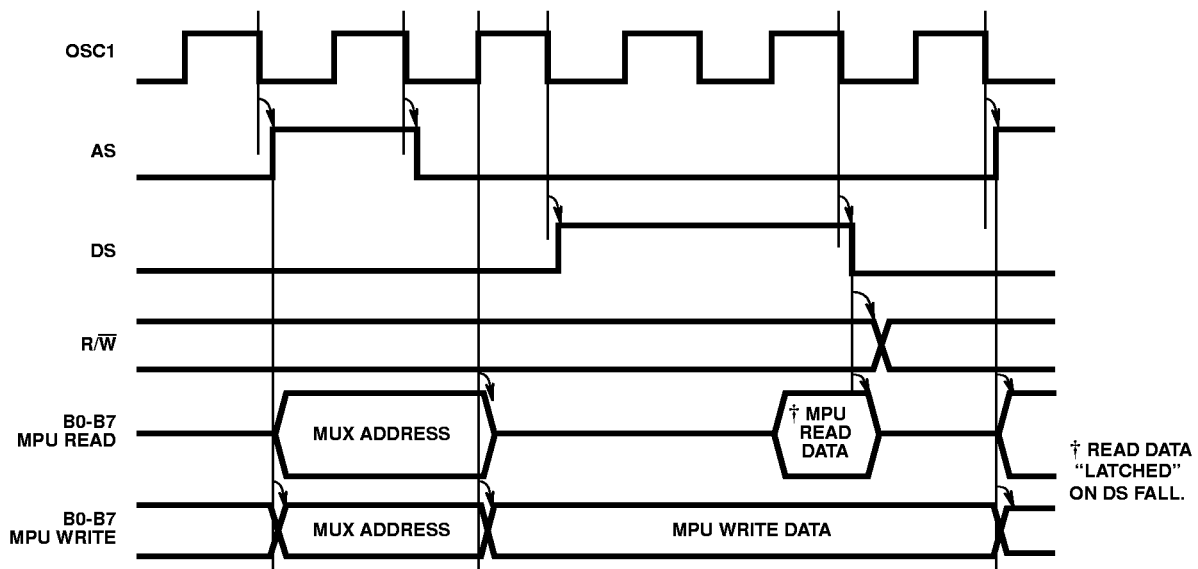 OSC1
AS
DS
R/W̅
B0-B7
MPU READ
MUX ADDRESS
† MPU
READ
DATA
† READ DATA
“LATCHED”
ON DS FALL.
B0-B7
MPU WRITE
MUX ADDRESS
MPU WRITE DATA